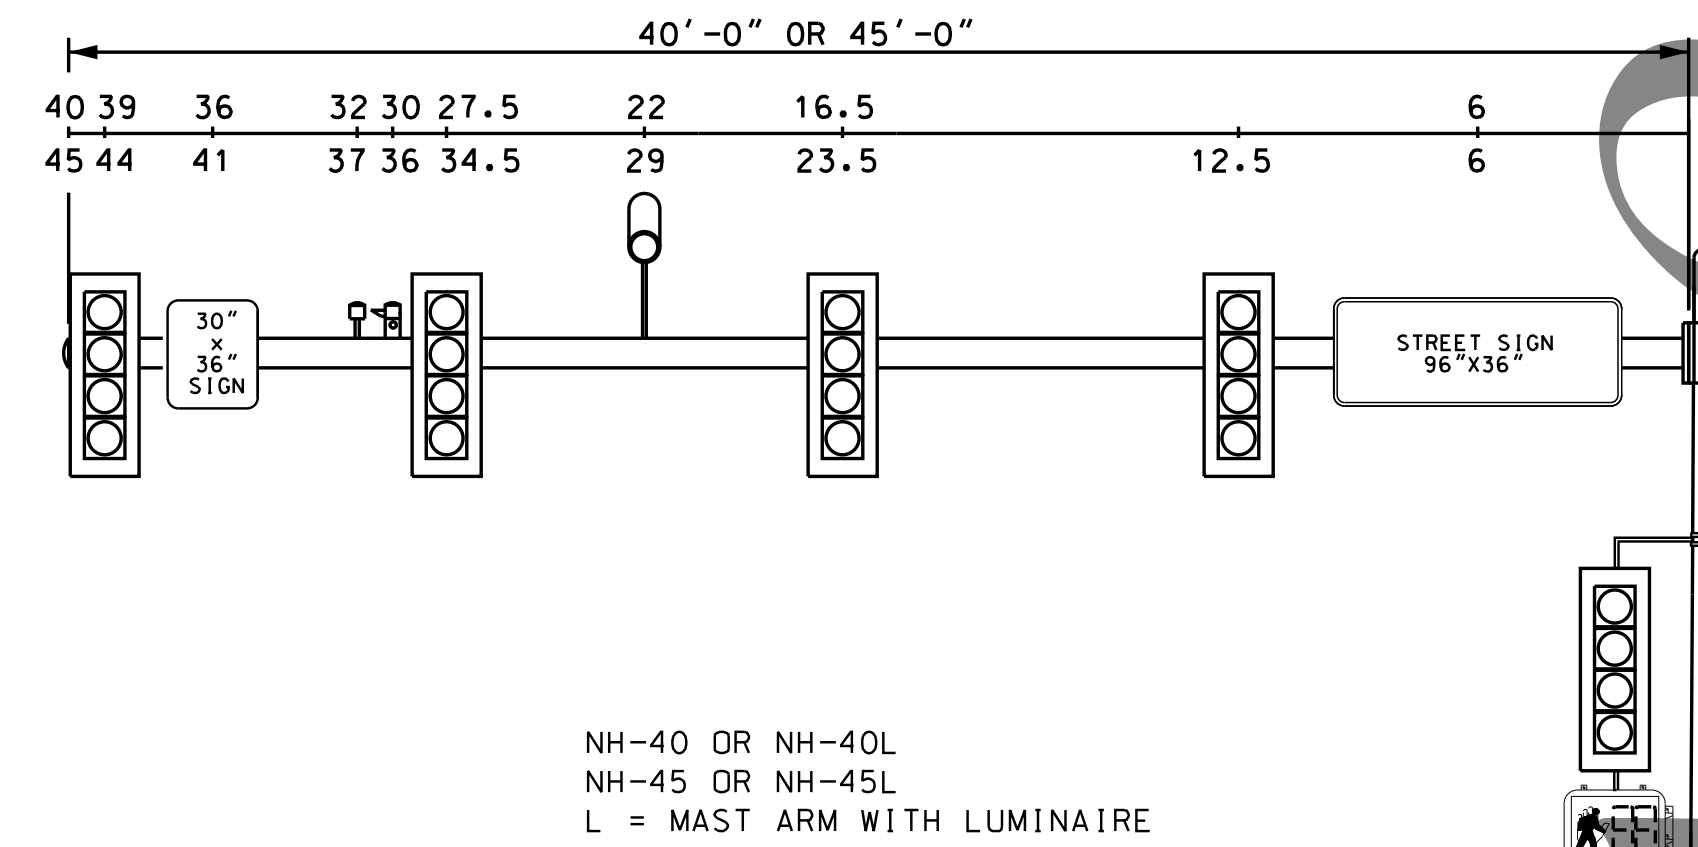 40'-0" OR 45'-0"
40 39 36 32 30 27.5 22 16.5 6
45 44 41 37 36 34.5 29 23.5 12.5 6
30"
x
36"
SIGN
STREET SIGN
96"X36"
NH-40 OR NH-40L
NH-45 OR NH-45L
L = MAST ARM WITH LUMINAIRE